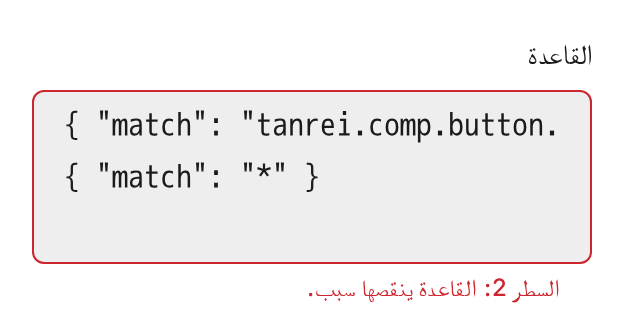 القاعدة
{ "match": "tanrei.comp.button.
{ "match": "*" }
السطر 2: القاعدة ينقصها سبب.